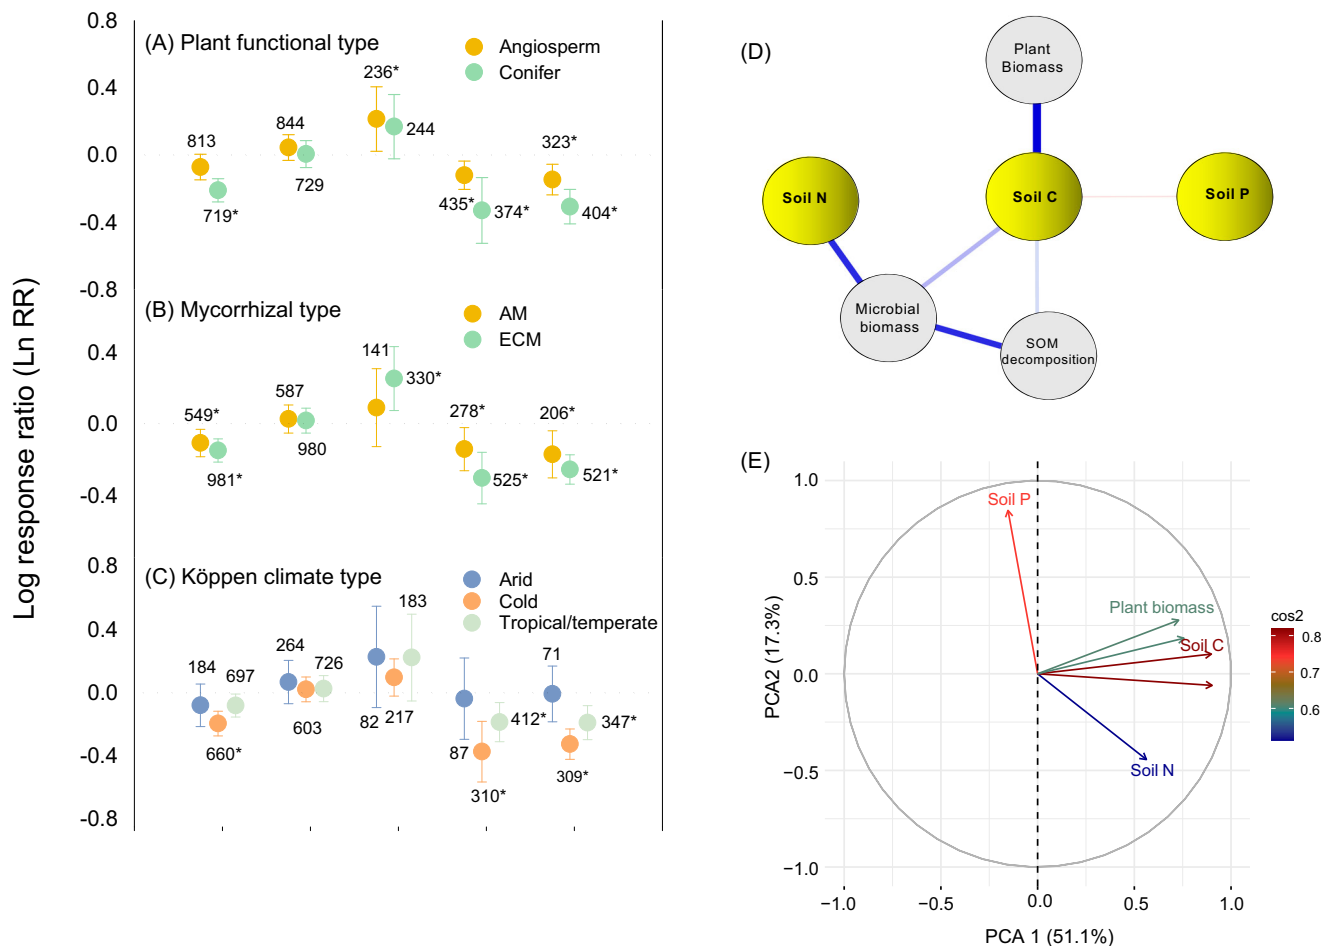 Log response ratio (Ln RR)
(A) Plant functional type
Angiosperm
Conifer
0.8
0.4
0.0
-0.4
-0.8
813
719*
844
729
236*
244
435*
374*
323*
404*
(B) Mycorrhizal type
AM
ECM
0.4
0.0
-0.4
549*
981*
587
980
141
330*
278*
525*
206*
521*
(C) Köppen climate type
Arid
Cold
Tropical/temperate
0.8
0.4
0.0
-0.4
-0.8
184
660*
697
264
603
726
82
217
183
87
310*
412*
71
309*
347*
(D)
Plant
Biomass
Soil N
Soil C
Soil P
Microbial
biomass
SOM
decomposition
(E)
PCA2 (17.3%)
1.0
0.5
0.0
−0.5
−1.0
Soil P
Plant biomass
Soil C
Soil N
cos2
0.8
0.7
0.6
−1.0
−0.5
0.0
0.5
1.0
PCA 1 (51.1%)